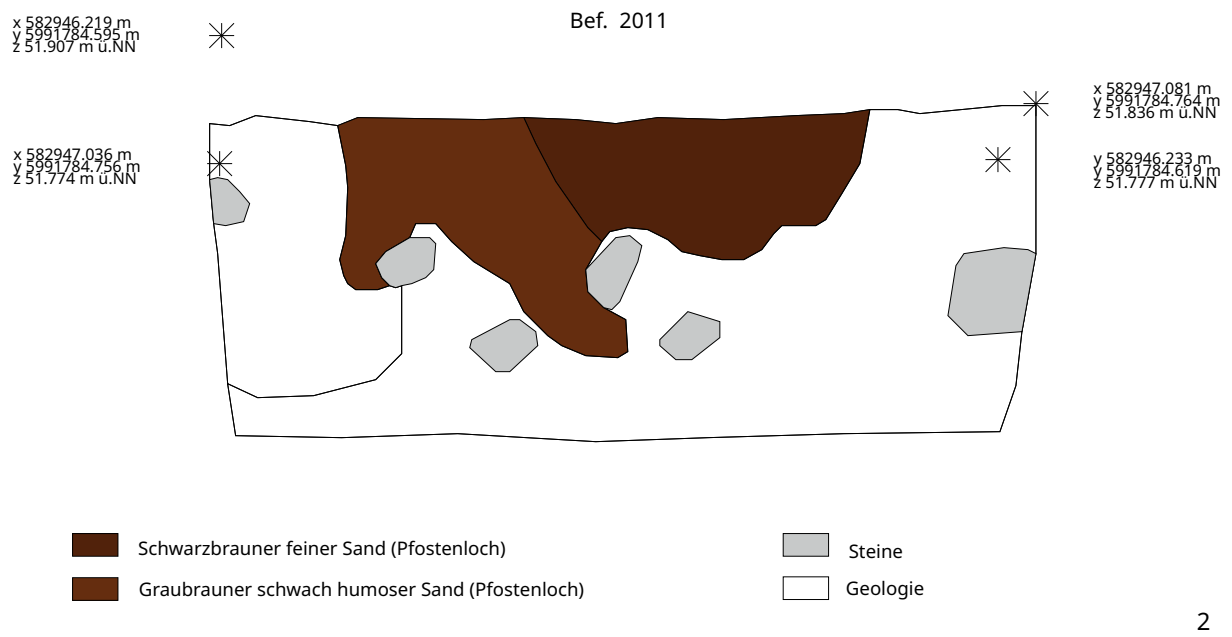 Bef. 2011
x 582946.219 m
y 5991784.595 m
z 51.907 m ü.NN
x 582947.081 m
y 5991784.764 m
z 51.836 m ü.NN
x 582947.036 m
y 5991784.756 m
z 51.774 m ü.NN
y 582946.233 m
y 5991784.619 m
z 51.777 m ü.NN
Schwarzbrauner feiner Sand (Pfostenloch)
Graubrauner schwach humoser Sand (Pfostenloch)
Steine
Geologie
2